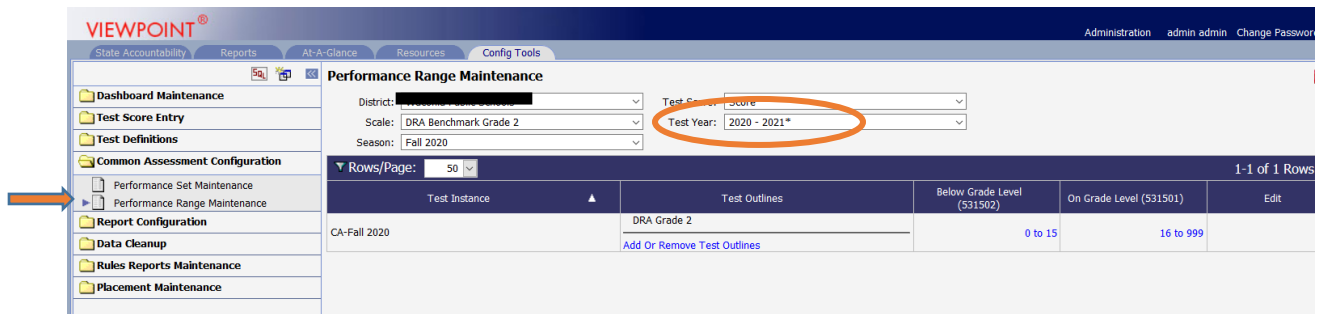 VIEWPOINT®
Administration admin admin Change Password
State Accountability Reports At-A-Glance Resources Config Tools
SQL
Performance Range Maintenance
Dashboard Maintenance
Test Score Entry
Test Definitions
Common Assessment Configuration
Performance Set Maintenance
Performance Range Maintenance
Report Configuration
Data Cleanup
Rules Reports Maintenance
Placement Maintenance
District:
Test Score: Score
Scale: DRA Benchmark Grade 2
Test Year: 2020 - 2021*
Season: Fall 2020
Rows/Page: 50
1-1 of 1 Rows
Test Instance Test Outlines Below Grade Level (531502) On Grade Level (531501) Edit
CA-Fall 2020
DRA Grade 2
Add Or Remove Test Outlines
0 to 15
16 to 999